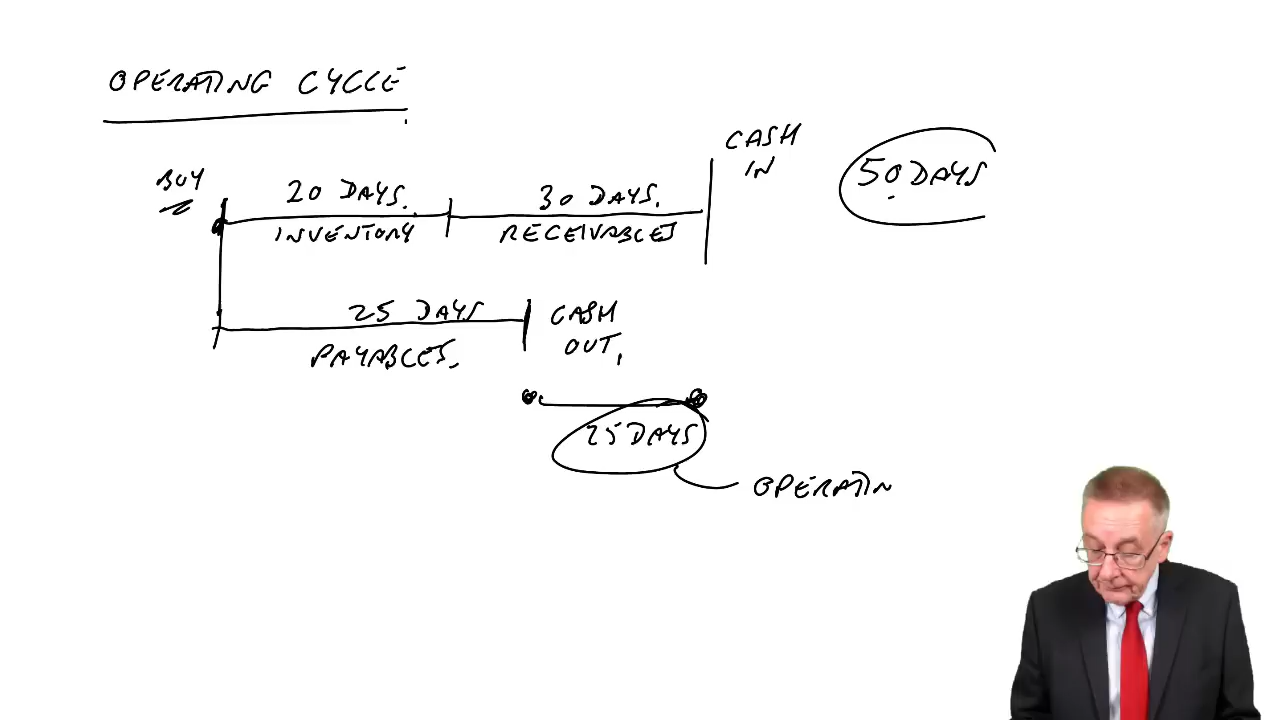 OPERATING CYCLE
BUY
20 DAYS.
30 DAYS.
CASH
IN
50 DAYS
INVENTORY
RECEIVABLES
25 DAYS
CASH
OUT,
PAYABLES.
25 DAYS
OPERATIN